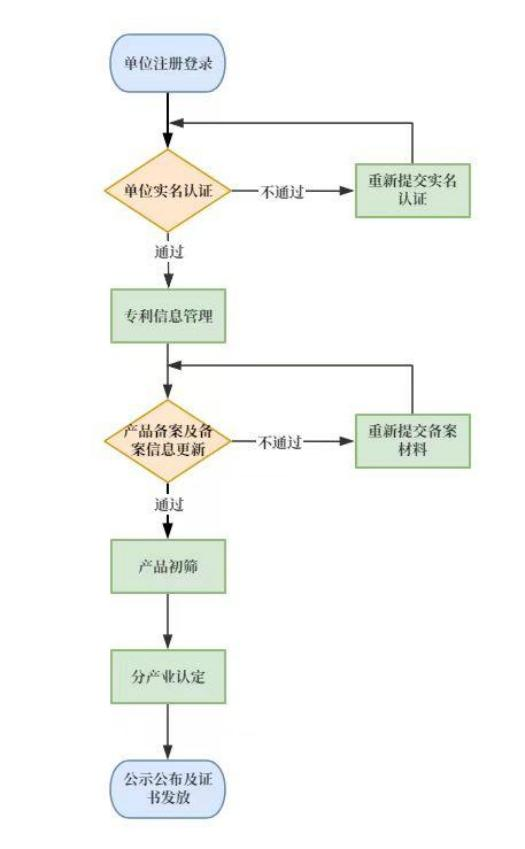 单位注册登录
单位实名认证
不通过
重新提交实名
认证
通过
专利信息管理
产品备案及备
案信息更新
不通过
重新提交备案
材料
通过
产品初筛
分产业认定
公示公布及证
书发放